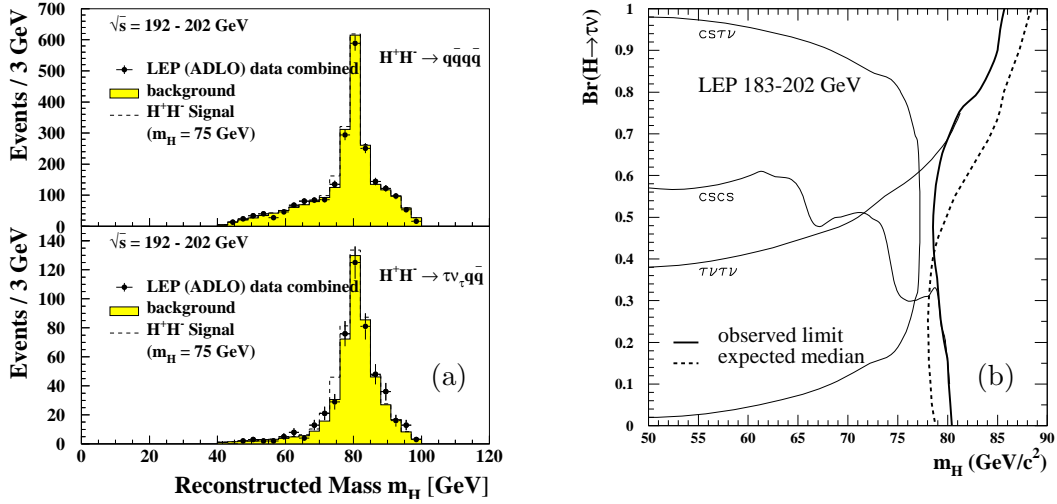 √s = 192 - 202 GeV
Events / 3 GeV
700
600
500
400
300
200
100
0
LEP (ADLO) data combined
background
H⁺H⁻ Signal
(m_H = 75 GeV)
H⁺H⁻ → qq̄qq̄
√s = 192 - 202 GeV
Events / 3 GeV
140
120
100
80
60
40
20
0
LEP (ADLO) data combined
background
H⁺H⁻ Signal
(m_H = 75 GeV)
H⁺H⁻ → τν_τqq̄
(a)
0 20 40 60 80 100 120
Reconstructed Mass m_H [GeV]
Br(H→τν)
1
0.9
0.8
0.7
0.6
0.5
0.4
0.3
0.2
0.1
0
csτν
LEP 183-202 GeV
cscs
τντν
observed limit
expected median
(b)
50 55 60 65 70 75 80 85 90
m_H (GeV/c²)